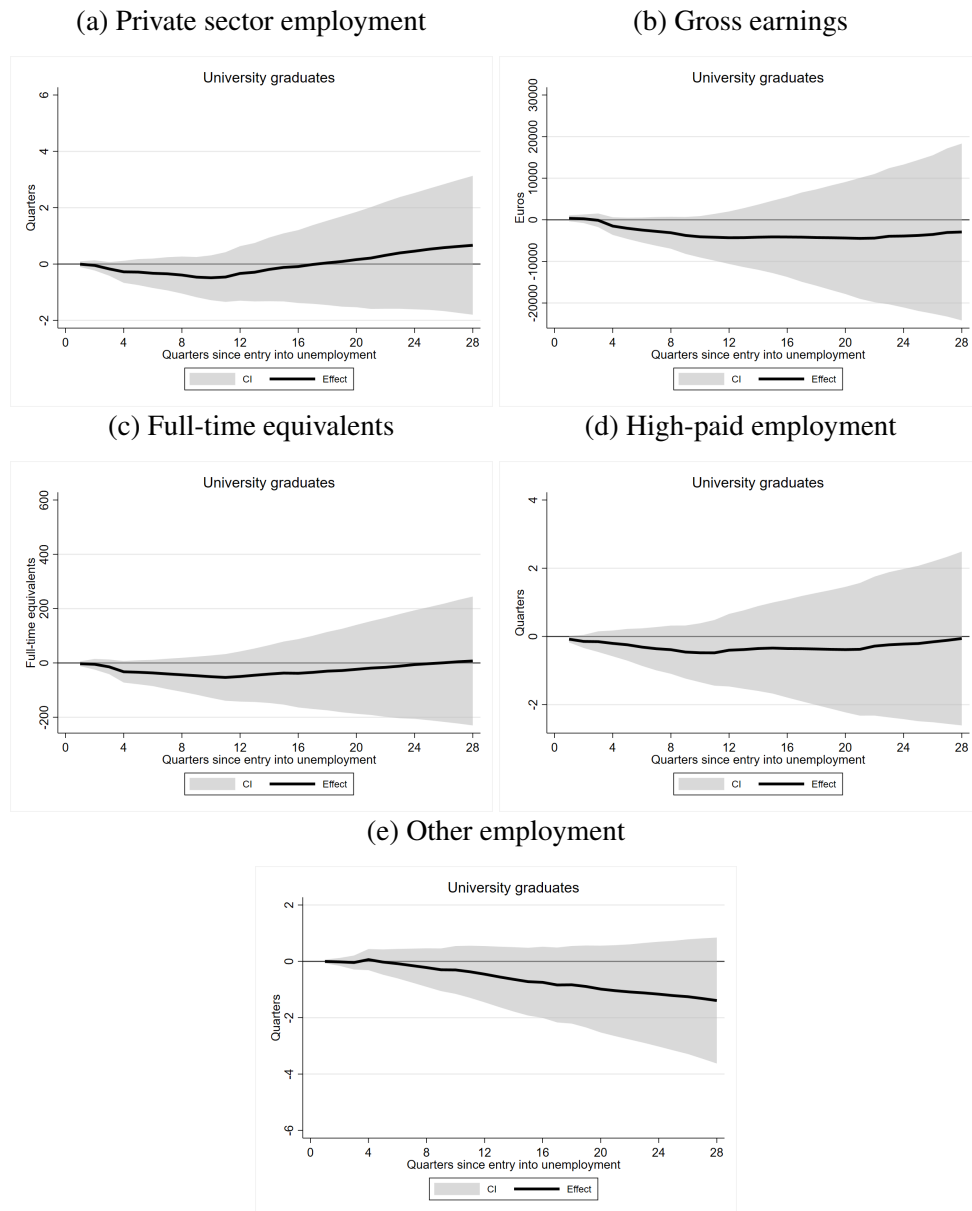 (a) Private sector employment
University graduates
Quarters
6
4
2
0
-2
0 4 8 12 16 20 24 28
Quarters since entry into unemployment
CI Effect
(b) Gross earnings
University graduates
Euros
30000
20000
10000
0
-10000
-20000
0 4 8 12 16 20 24 28
Quarters since entry into unemployment
CI Effect
(c) Full-time equivalents
University graduates
Full-time equivalents
600
400
200
0
-200
0 4 8 12 16 20 24 28
Quarters since entry into unemployment
CI Effect
(d) High-paid employment
University graduates
Quarters
4
2
0
-2
0 4 8 12 16 20 24 28
Quarters since entry into unemployment
CI Effect
(e) Other employment
University graduates
Quarters
2
0
-2
-4
-6
0 4 8 12 16 20 24 28
Quarters since entry into unemployment
CI Effect